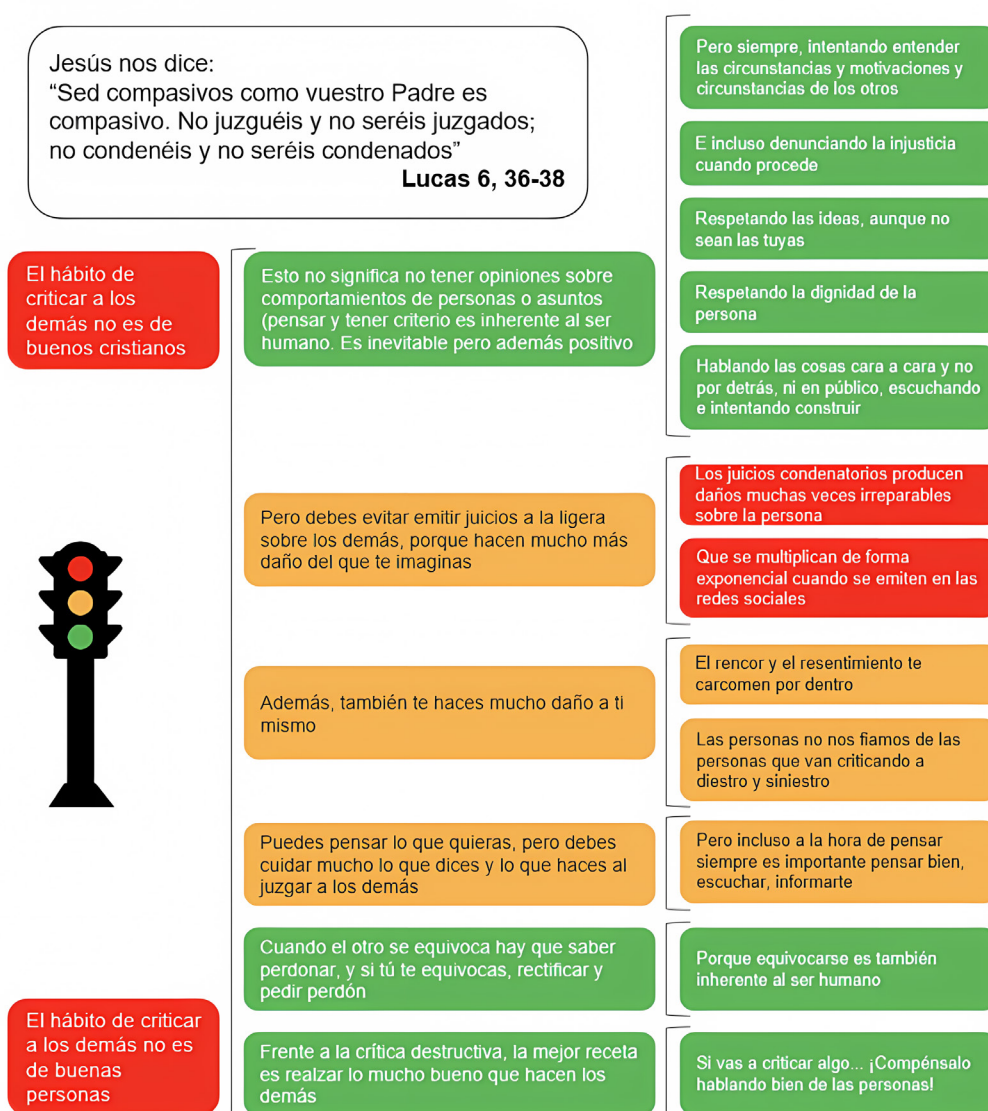 Jesús nos dice:
“Sed compasivos como vuestro Padre es
compasivo. No juzguéis y no seréis juzgados;
no condenéis y no seréis condenados”
Lucas 6, 36-38
El hábito de
criticar a los
demás no es de
buenos cristianos
Esto no significa no tener opiniones sobre
comportamientos de personas o asuntos
(pensar y tener criterio es inherente al ser
humano. Es inevitable pero además positivo
Pero siempre, intentando entender
las circunstancias y motivaciones y
circunstancias de los otros
E incluso denunciando la injusticia
cuando procede
Respetando las ideas, aunque no
sean las tuyas
Respetando la dignidad de la
persona
Hablando las cosas cara a cara y no
por detrás, ni en público, escuchando
e intentando construir
Pero debes evitar emitir juicios a la ligera
sobre los demás, porque hacen mucho más
daño del que te imaginas
Los juicios condenatorios producen
daños muchas veces irreparables
sobre la persona
Que se multiplican de forma
exponencial cuando se emiten en las
redes sociales
Además, también te haces mucho daño a ti
mismo
El rencor y el resentimiento te
carcomen por dentro
Las personas no nos fiamos de las
personas que van criticando a
diestro y siniestro
Puedes pensar lo que quieras, pero debes
cuidar mucho lo que dices y lo que haces al
juzgar a los demás
Pero incluso a la hora de pensar
siempre es importante pensar bien,
escuchar, informarte
Cuando el otro se equivoca hay que saber
perdonar, y si tú te equivocas, rectificar y
pedir perdón
Porque equivocarse es también
inherente al ser humano
El hábito de criticar
a los demás no es
de buenas
personas
Frente a la crítica destructiva, la mejor receta
es realzar lo mucho bueno que hacen los
demás
Si vas a criticar algo... ¡Compénsalo
hablando bien de las personas!